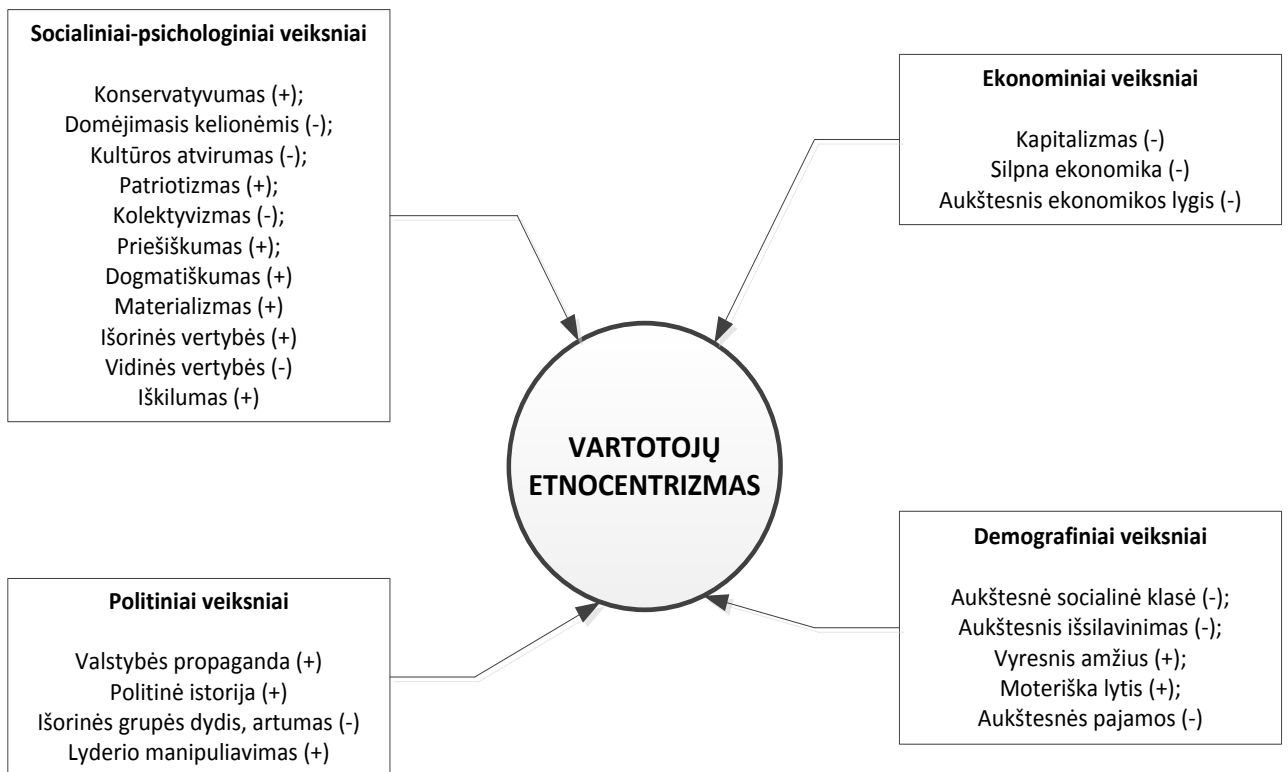 Socialiniai-psichologiniai veiksniai
Konservatyvumas (+);
Domėjimasis kelionėmis (-);
Kultūros atvirumas (-);
Patriotizmas (+);
Kolektyvizmas (-);
Priešiškumas (+);
Dogmatiškumas (+)
Materializmas (+)
Išorinės vertybės (+)
Vidinės vertybės (-)
Iškilumas (+)
Ekonominiai veiksniai
Kapitalizmas (-)
Silpna ekonomika (-)
Aukštesnis ekonomikos lygis (-)
VARTOTOJŲ
ETNOCENTRIZMAS
Politiniai veiksniai
Valstybės propaganda (+)
Politinė istorija (+)
Išorinės grupės dydis, artumas (-)
Lyderio manipuliavimas (+)
Demografiniai veiksniai
Aukštesnė socialinė klasė (-);
Aukštesnis išsilavinimas (-);
Vyresnis amžius (+);
Moteriška lytis (+);
Aukštesnės pajamos (-)